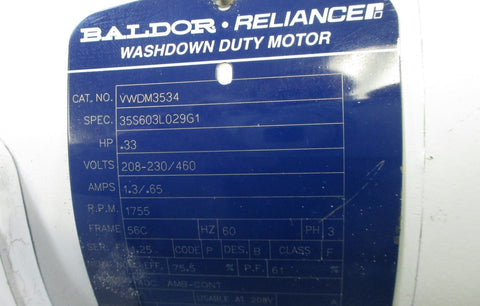 BALDOR • RELIANCE
WASHDOWN DUTY MOTOR
CAT. NO. VWDM3534
SPEC. 35S603L029G1
HP .33
VOLTS 208-230/460
AMPS 1.3/.65
R.P.M. 1755
FRAME 56C HZ 60 PH 3
SER. F. 1.25 CODE P DES. B CLASS F
EFF. 75.5 % P.F. 61 %
AMB-CONT
USABLE AT 208V A